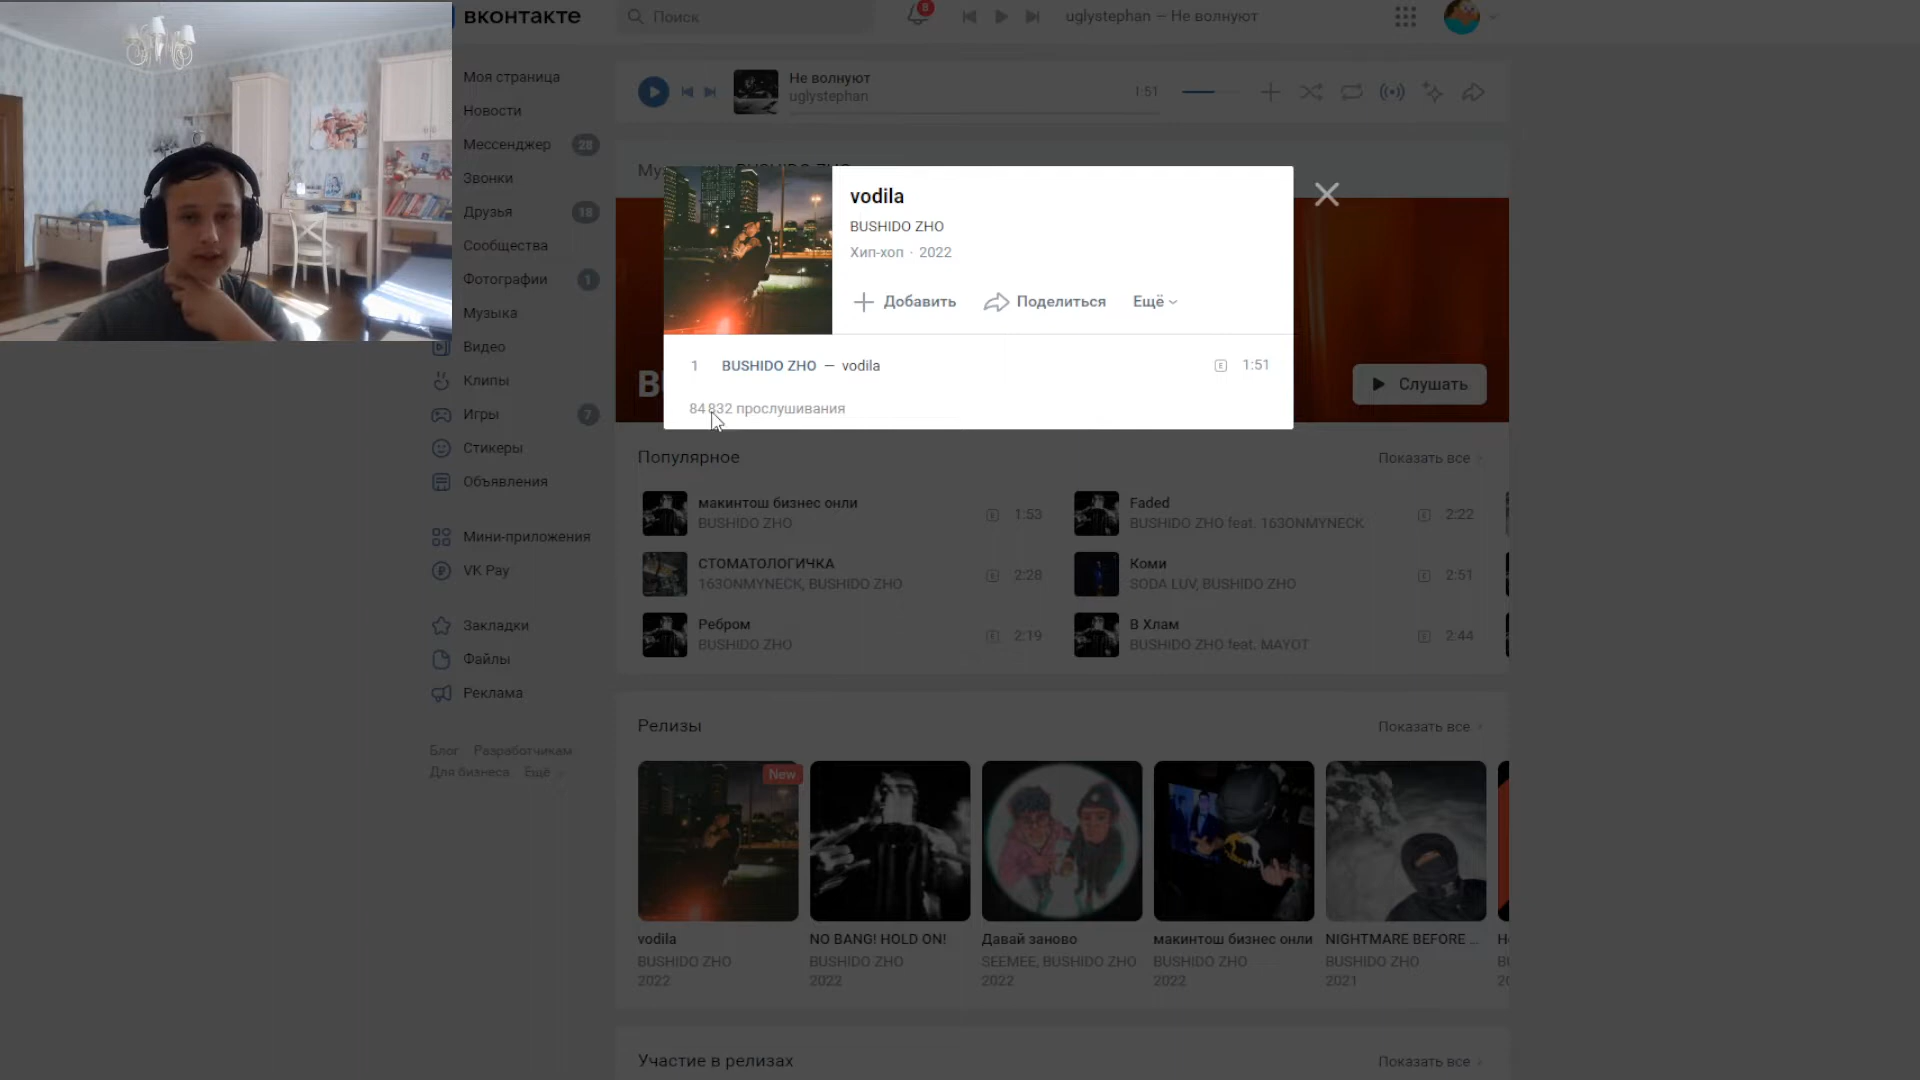 вконтакте
Поиск
8
uglystephan — Не волнуют
Моя страница
Новости
Мессенджер 28
Звонки
Друзья 18
Сообщества
Фотографии 1
Музыка
Видео
Клипы
Игры 7
Стикеры
Объявления
Мини-приложения
VK Pay
Закладки
Файлы
Реклама
Блог Разработчикам
Для бизнеса Ещё
Не волнуют
uglystephan
1:51
vodila
BUSHIDO ZHO
Хип-хоп · 2022
Добавить Поделиться Ещё
1 BUSHIDO ZHO — vodila E 1:51
84 832 прослушивания
Слушать
Популярное
Показать все
макинтош бизнес онли
BUSHIDO ZHO
E 1:53
Faded
BUSHIDO ZHO feat. 163ONMYNECK
E 2:22
СТОМАТОЛОГИЧКА
163ONMYNECK, BUSHIDO ZHO
E 2:28
Коми
SODA LUV, BUSHIDO ZHO
E 2:51
Ребром
BUSHIDO ZHO
E 2:19
В Хлам
BUSHIDO ZHO feat. MAYOT
E 2:44
Релизы
Показать все
New
vodila
BUSHIDO ZHO
2022
NO BANG! HOLD ON!
BUSHIDO ZHO
2022
Давай заново
SEEMEE, BUSHIDO ZHO
2022
макинтош бизнес онли
BUSHIDO ZHO
2022
NIGHTMARE BEFORE ...
BUSHIDO ZHO
2021
Участие в релизах
Показать все